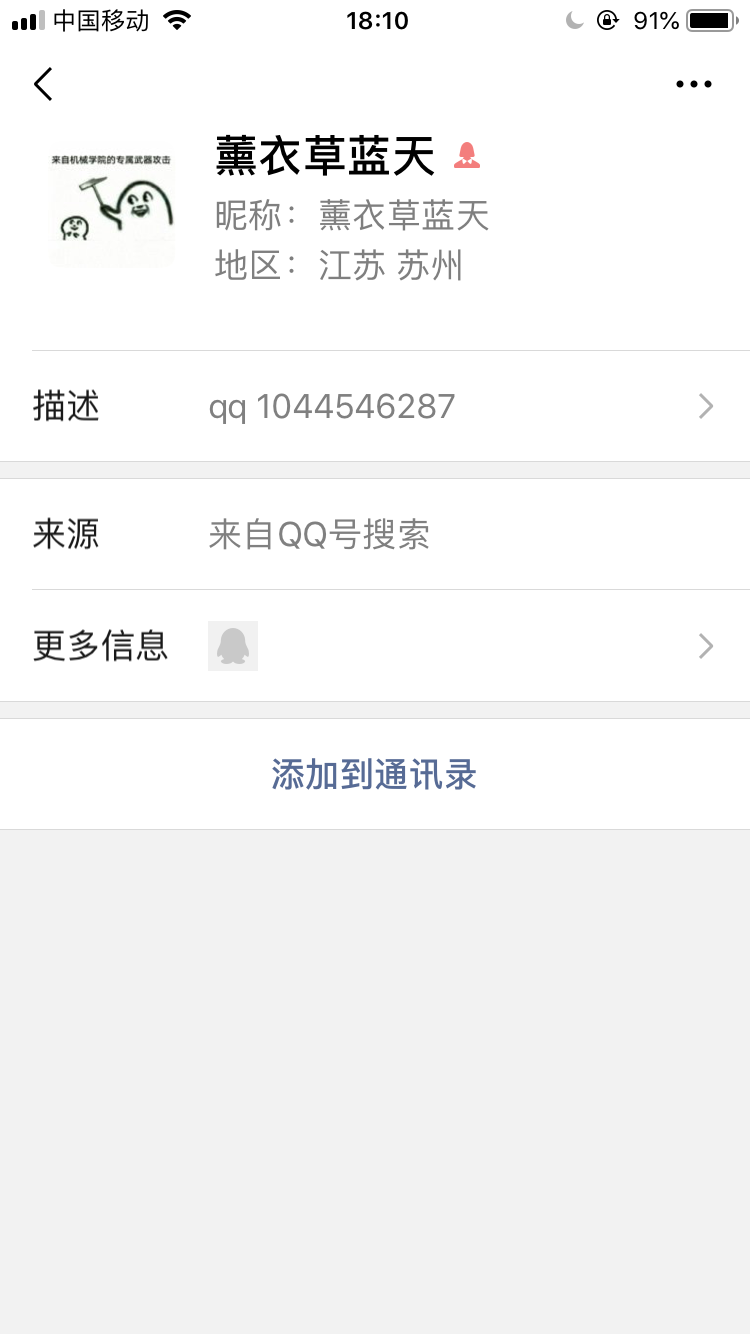 中国移动 18:10 91%
来自机械学院的专属武器攻击
薰衣草蓝天
昵称：薰衣草蓝天
地区：江苏 苏州
描述 qq 1044546287
来源 来自QQ号搜索
更多信息
添加到通讯录